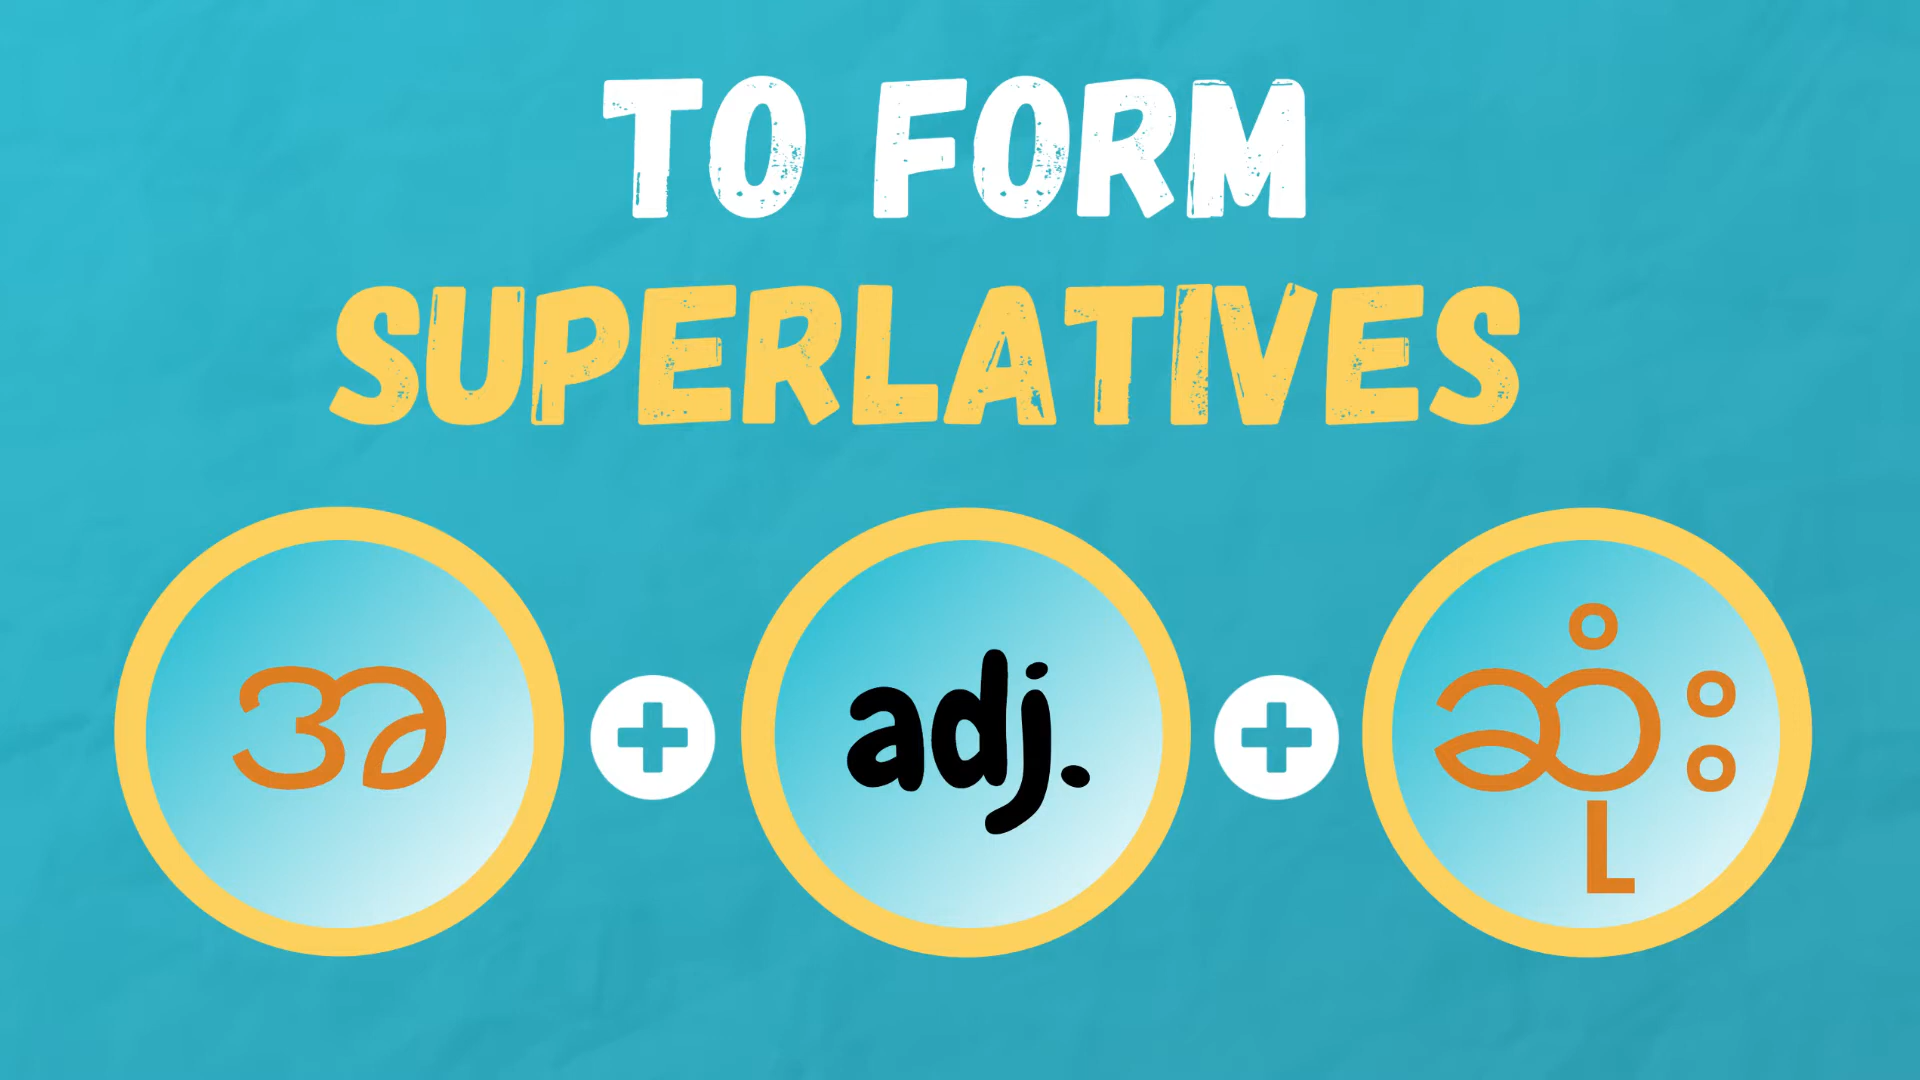 TO FORM
SUPERLATIVES
အ + adj. + ဆုံး